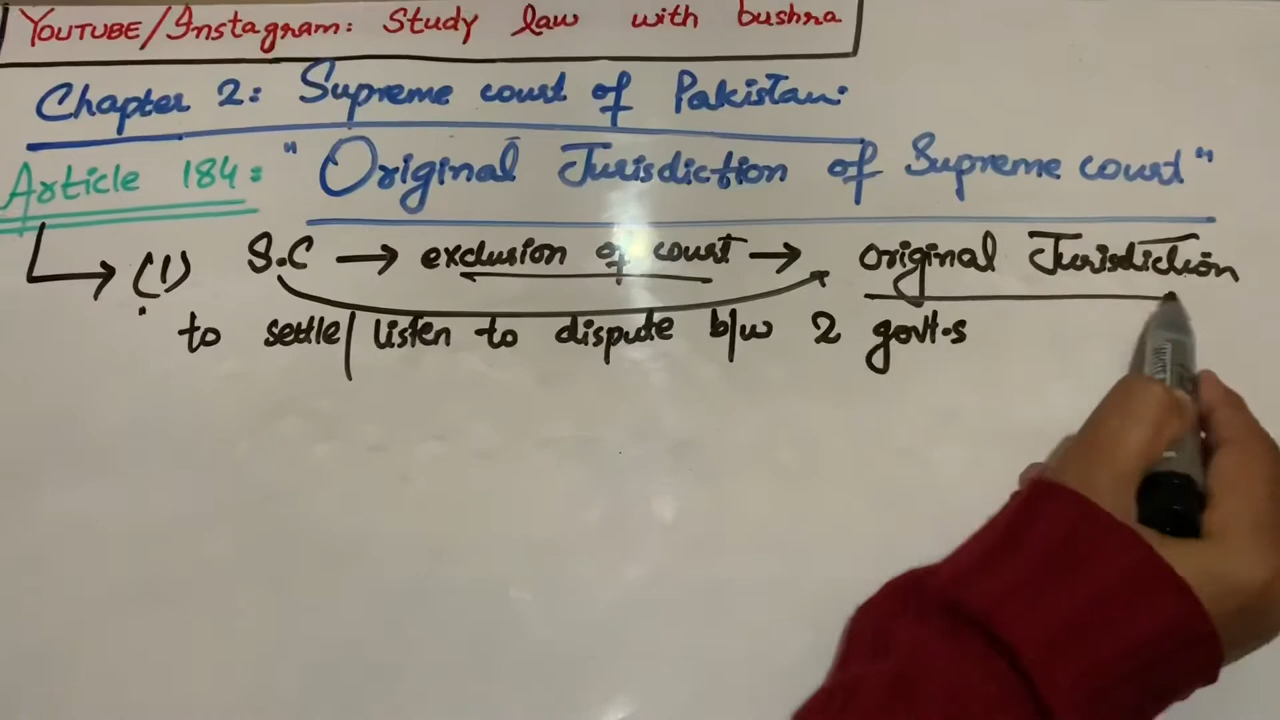 YOUTUBE/Instagram: Study law with bushra
Chapter 2: Supreme court of Pakistan:
Article 184: "Original Jurisdiction of Supreme court"
(1) S.C → exclusion of court → original Jurisdiction
to settle/listen to dispute b/w 2 govt.s